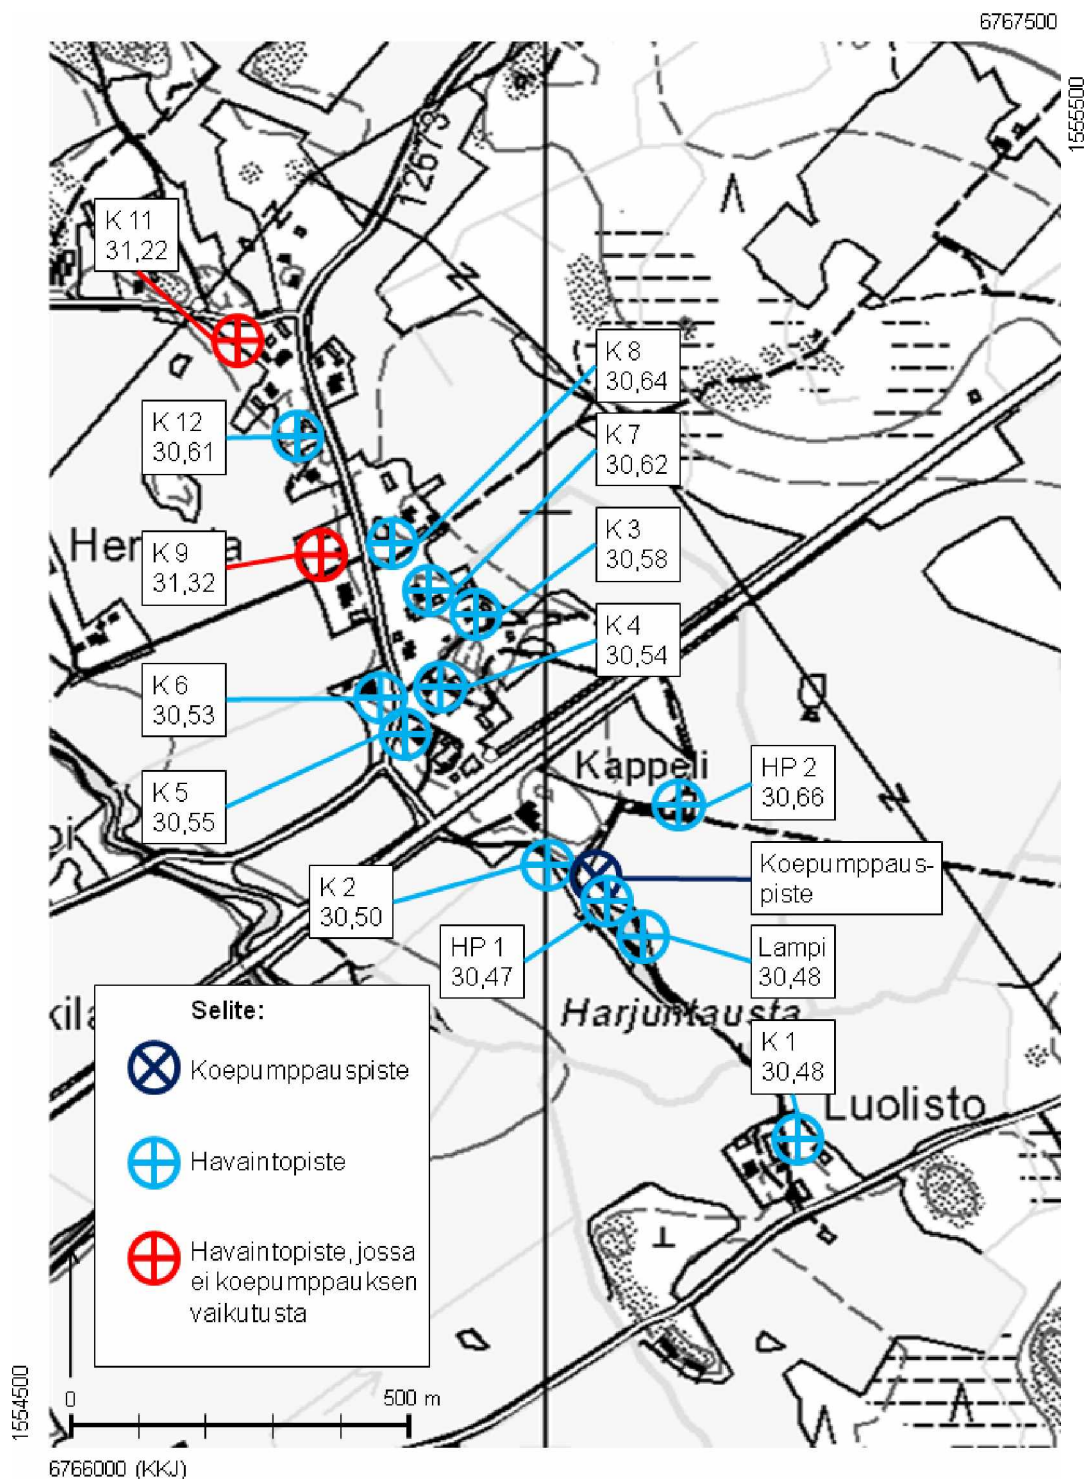 6767500
1555500
12673
K 11
31,22
K 8
30,64
K 12
30,61
K 7
30,62
K 9
31,32
K 3
30,58
K 4
30,54
K 6
30,53
Kappeli
HP 2
30,66
K 5
30,55
Koepumppaus-
piste
K 2
30,50
HP 1
30,47
Lampi
30,48
Harjuntausta
K 1
30,48
Luolisto
Selite:
Koepumppauspiste
Havaintopiste
Havaintopiste, jossa
ei koepumppauksen
vaikutusta
0
500 m
1554500
6766000 (KKJ)